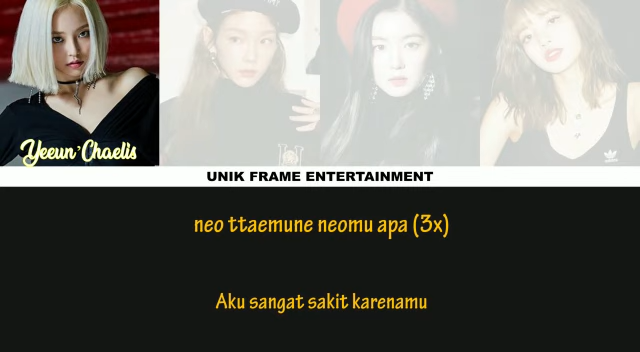 Yeeun'Chaelis
UNIK FRAME ENTERTAINMENT
neo ttaemune neomu apa (3x)
Aku sangat sakit karenamu